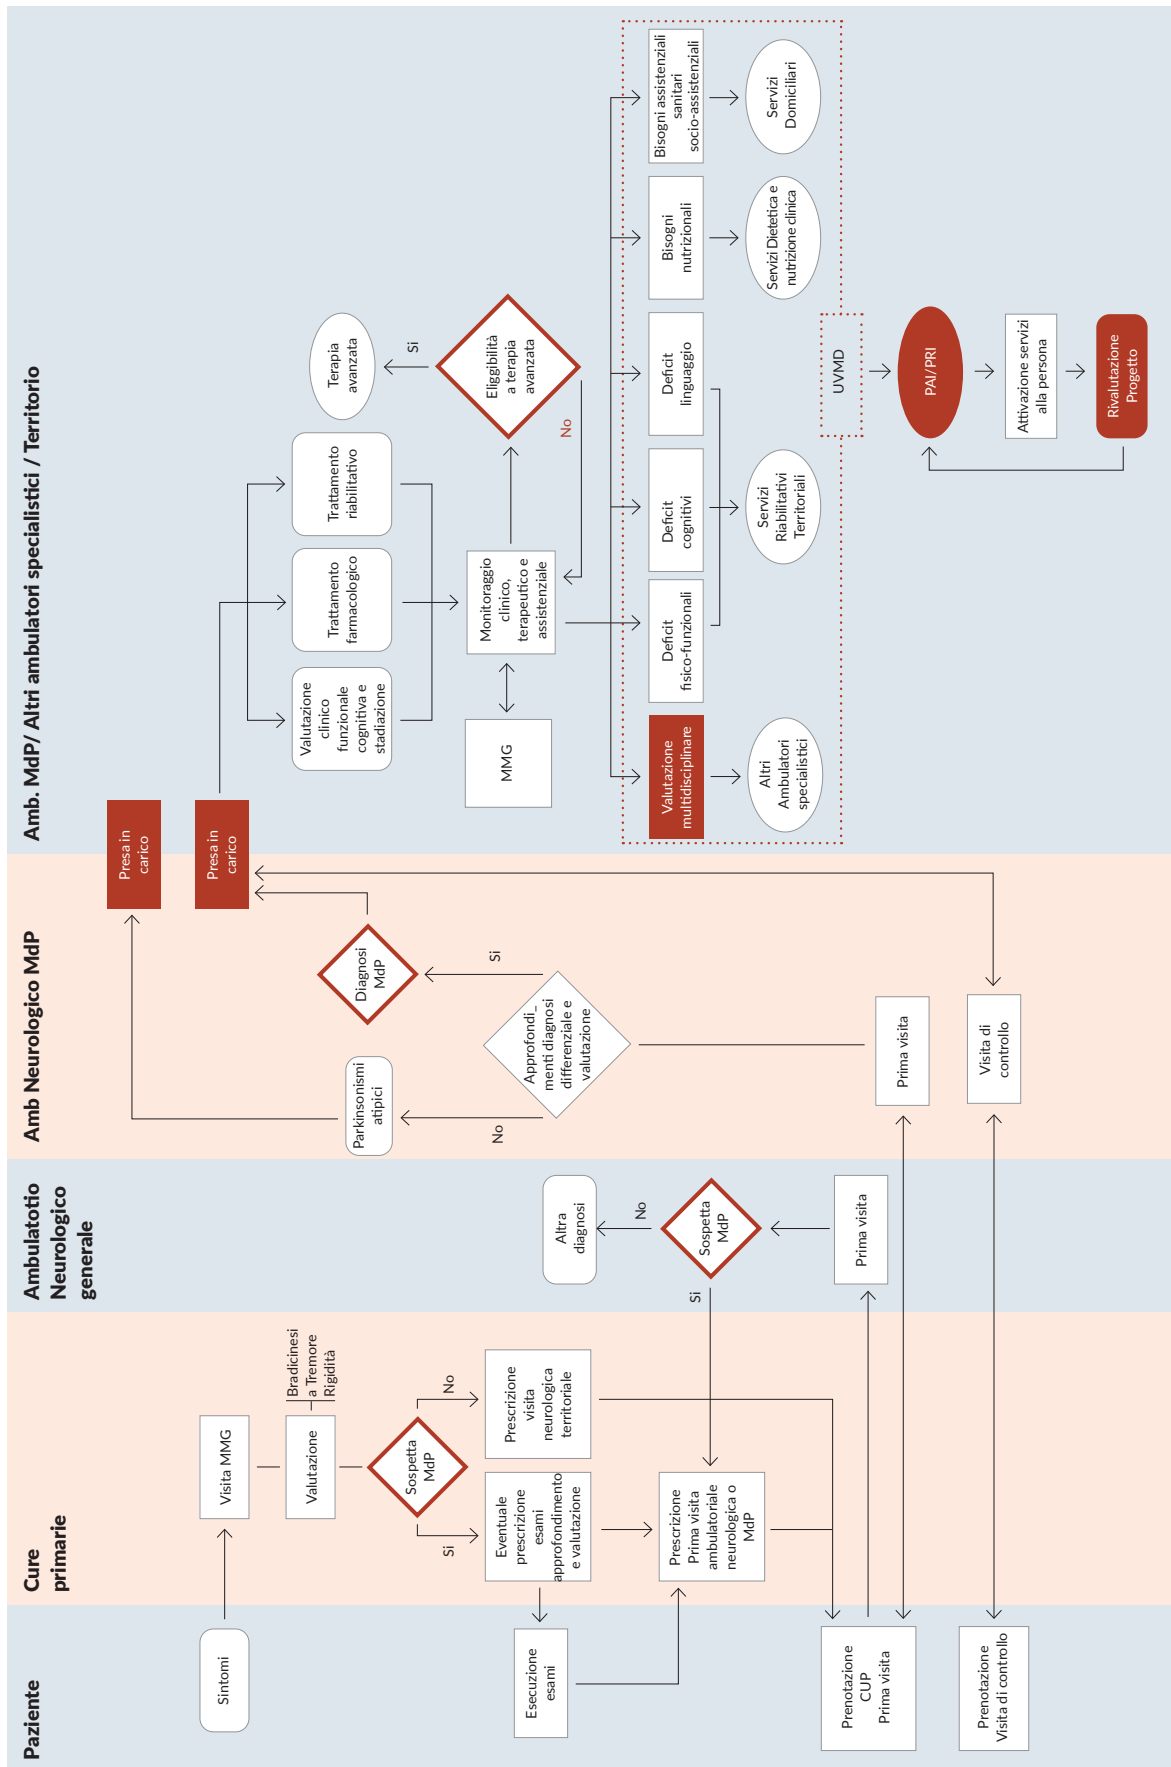 Paziente
Sintomi
Esecuzione
esami
Prenotazione
CUP
Prima visita
Prenotazione
Visita di controllo
Cure
primarie
Visita MMG
Valutazione
Bradicinesi
a Tremore
Rigidità
Sospetta
MdP
Si
No
Eventuale
prescrizione
esami
approfondimento
e valutazione
Prescrizione
visita
neurologica
territoriale
Prescrizione
Prima visita
ambulatoriale
neurologica o
MdP
Ambulatotio
Neurologico
generale
Altra
diagnosi
No
Sospetta
MdP
Si
Prima visita
Amb Neurologico MdP
Parkinsonismi
atipici
Diagnosi
MdP
No
Si
Approfondi_
menti diagnosi
differenziale e
valutazione
Prima visita
Visita di
controllo
Amb. MdP/ Altri ambulatori specialistici / Territorio
Presa in
carico
Presa in
carico
Valutazione
clinico
funzionale
cognitiva e
stadiazione
Trattamento
farmacologico
Trattamento
riabilitativo
Terapia
avanzata
Si
MMG
Monitoraggio
clinico,
terapeutico e
assistenziale
Eliggibilità
a terapia
avanzata
No
Valutazione
multidisciplinare
Deficit
fisico-funzionali
Deficit
cognitivi
Deficit
linguaggio
Bisogni
nutrizionali
Bisogni assistenziali
sanitari
socio-assistenziali
Altri
Ambulatori
specialistici
Servizi
Riabilitativi
Territoriali
Servizi Dietetica e
nutrizione clinica
Servizi
Domiciliari
UVMD
PAI/PRI
Attivazione servizi
alla persona
Rivalutazione
Progetto